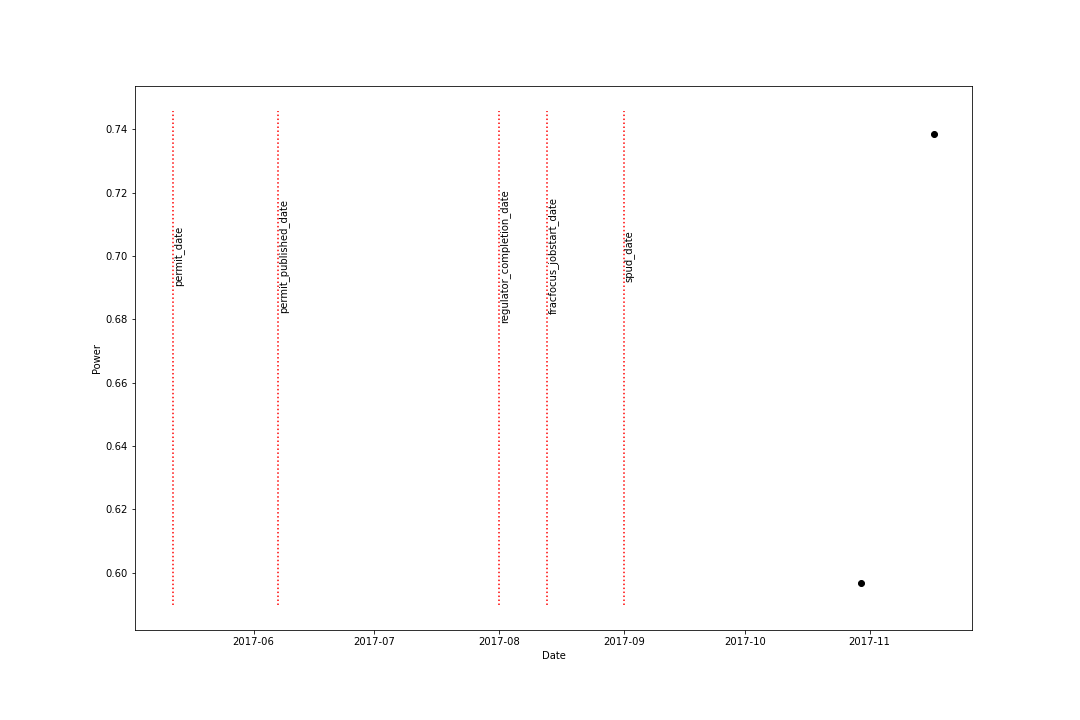 0.74
0.72
0.70
0.68
0.66
0.64
0.62
0.60
Power
permit_date
permit_published_date
regulator_completion_date
fracfocus_jobstart_date
spud_date
2017-06
2017-07
2017-08
2017-09
2017-10
2017-11
Date